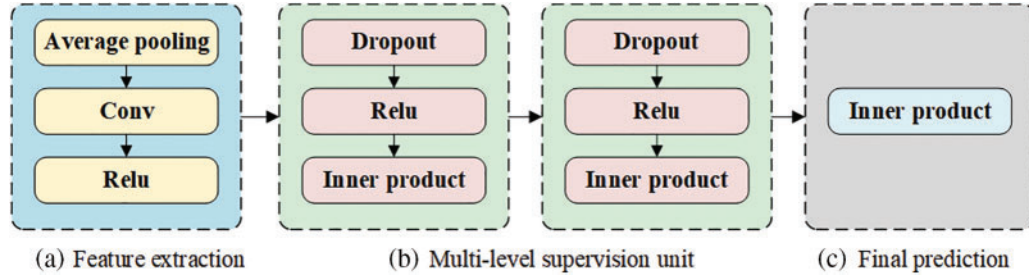 Average pooling
Conv
Relu
Dropout
Relu
Inner product
Dropout
Relu
Inner product
Inner product
(a) Feature extraction
(b) Multi-level supervision unit
(c) Final prediction